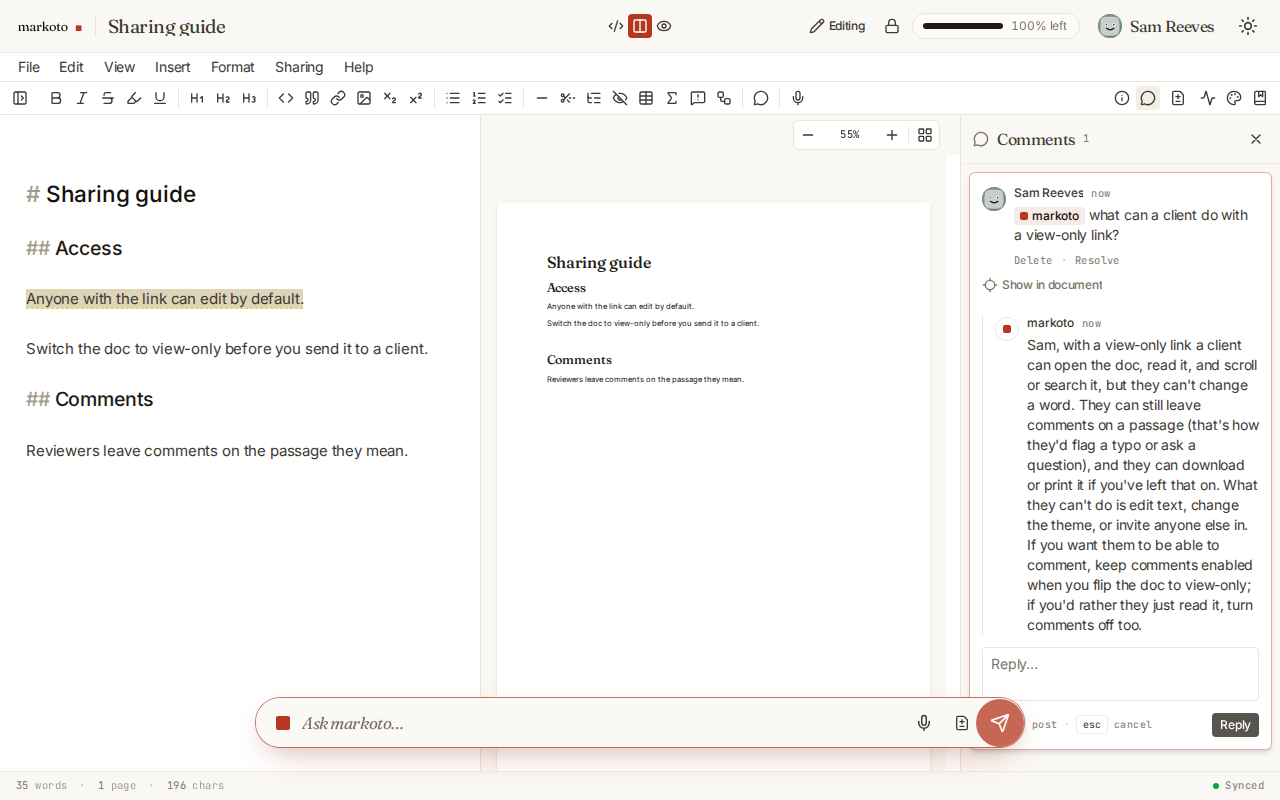 markoto
Sharing guide
Editing
100% left
Sam Reeves
File Edit View Insert Format Sharing Help
H1 H2 H3
55%
# Sharing guide
## Access
Anyone with the link can edit by default.
Switch the doc to view-only before you send it to a client.
## Comments
Reviewers leave comments on the passage they mean.
Sharing guide
Access
Anyone with the link can edit by default.
Switch the doc to view-only before you send it to a client.
Comments
Reviewers leave comments on the passage they mean.
Comments 1
Sam Reeves now
markoto what can a client do with
a view-only link?
Delete · Resolve
Show in document
markoto now
Sam, with a view-only link a client
can open the doc, read it, and scroll
or search it, but they can't change
a word. They can still leave
comments on a passage (that's how
they'd flag a typo or ask a
question), and they can download
or print it if you've left that on. What
they can't do is edit text, change
the theme, or invite anyone else in.
If you want them to be able to
comment, keep comments enabled
when you flip the doc to view-only;
if you'd rather they just read it, turn
comments off too.
Reply...
post · esc cancel
Reply
Ask markoto...
35 words · 1 page · 196 chars
Synced